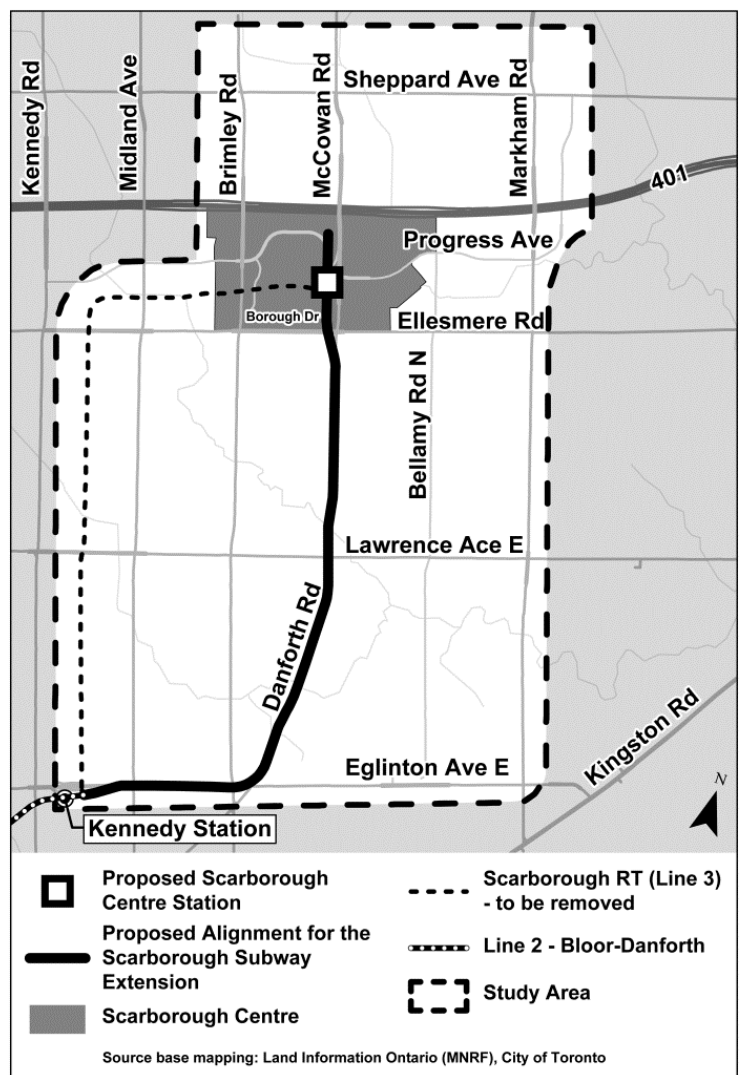 Kennedy Rd
Midland Ave
Brimley Rd
McCowan Rd
Markham Rd
Sheppard Ave
401
Progress Ave
Borough Dr
Ellesmere Rd
Bellamy Rd N
Lawrence Ace E
Danforth Rd
Eglinton Ave E
Kingston Rd
Kennedy Station
N
Proposed Scarborough
Centre Station
Proposed Alignment for the
Scarborough Subway
Extension
Scarborough Centre
Scarborough RT (Line 3)
- to be removed
Line 2 - Bloor-Danforth
Study Area
Source base mapping: Land Information Ontario (MNRF), City of Toronto